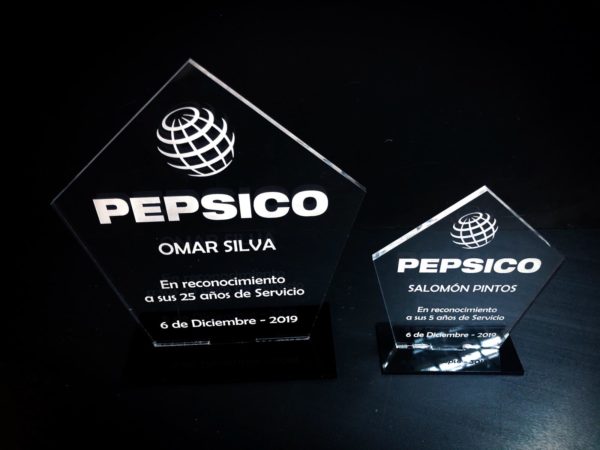 PEPSICO
OMAR SILVA
En reconocimiento
a sus 25 años de Servicio
6 de Diciembre - 2019
PEPSICO
SALOMÓN PINTOS
En reconocimiento
a sus 5 años de Servicio
6 de Diciembre - 2019